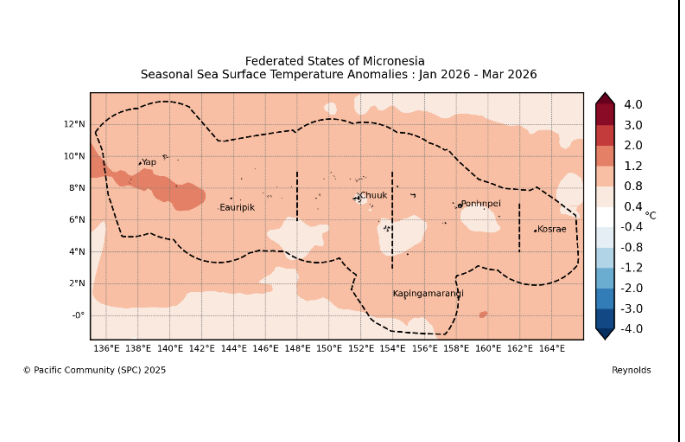 Federated States of Micronesia
Seasonal Sea Surface Temperature Anomalies : Jan 2026 - Mar 2026
12°N
10°N
8°N
6°N
4°N
2°N
-0°
Yap
Eauripik
Chuuk
Pohnpei
Kosrae
Kapingamarangi
136°E 138°E 140°E 142°E 144°E 146°E 148°E 150°E 152°E 154°E 156°E 158°E 160°E 162°E 164°E
4.0
3.0
2.0
1.2
0.8
0.4
-0.4
-0.8
-1.2
-2.0
-3.0
-4.0
°C
© Pacific Community (SPC) 2025
Reynolds